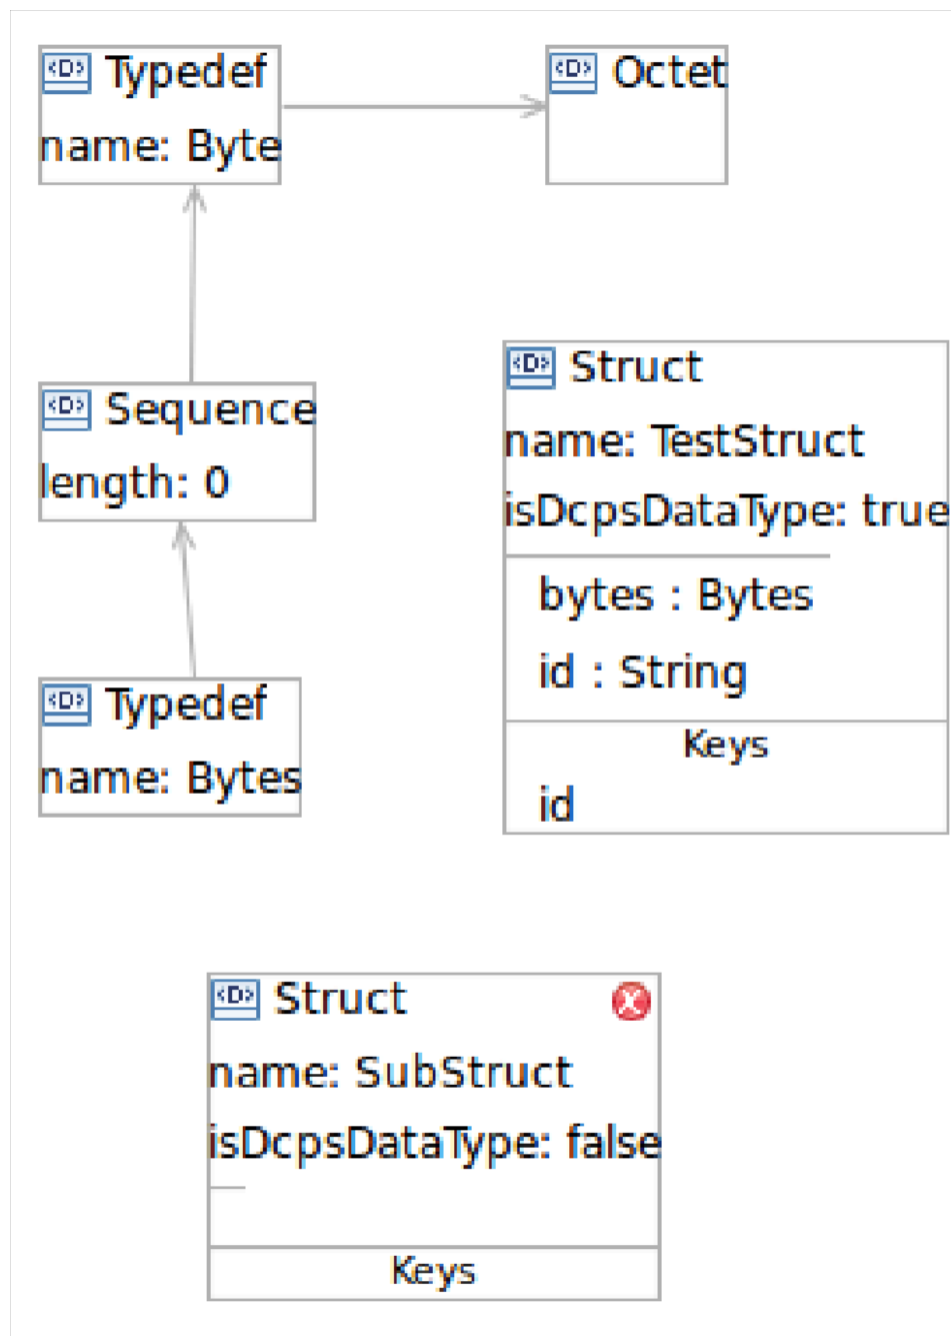 <D> Typedef
name: Byte
<D> Octet
<D> Sequence
length: 0
<D> Struct
name: TestStruct
isDcpsDataType: true
bytes : Bytes
id : String
Keys
id
<D> Typedef
name: Bytes
<D> Struct
name: SubStruct
isDcpsDataType: false
Keys